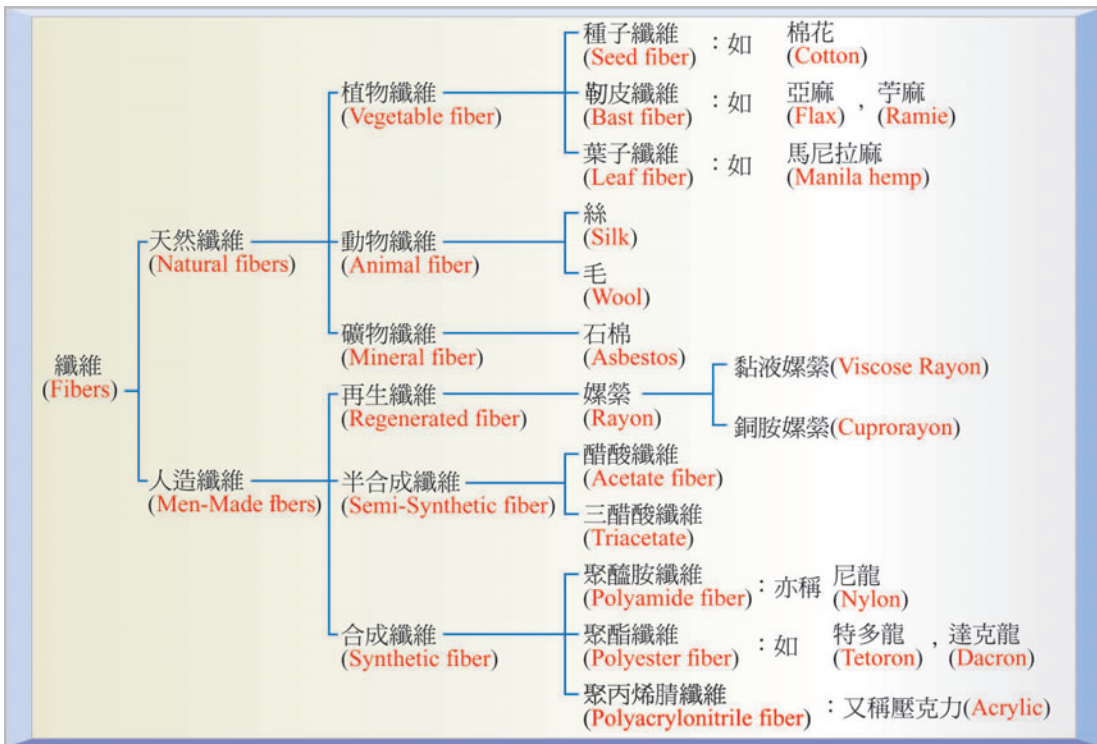 種子纖維 : 如 棉花
(Seed fiber) (Cotton)
植物纖維
(Vegetable fiber)
靭皮纖維 : 如 亞麻 , 苧麻
(Bast fiber) (Flax) (Ramie)
葉子纖維 : 如 馬尼拉麻
(Leaf fiber) (Manila hemp)
天然纖維
(Natural fibers)
動物纖維
(Animal fiber)
絲
(Silk)
毛
(Wool)
礦物纖維
(Mineral fiber)
石棉
(Asbestos)
纖維
(Fibers)
再生纖維
(Regenerated fiber)
嫘縈
(Rayon)
黏液嫘縈(Viscose Rayon)
銅胺嫘縈(Cuprorayon)
人造纖維
(Men-Made fbers)
半合成纖維
(Semi-Synthetic fiber)
醋酸纖維
(Acetate fiber)
三醋酸纖維
(Triacetate)
合成纖維
(Synthetic fiber)
聚醯胺纖維 : 亦稱 尼龍
(Polyamide fiber) (Nylon)
聚酯纖維 : 如 特多龍 , 達克龍
(Polyester fiber) (Tetoron) (Dacron)
聚丙烯腈纖維
(Polyacrylonitrile fiber) : 又稱壓克力(Acrylic)